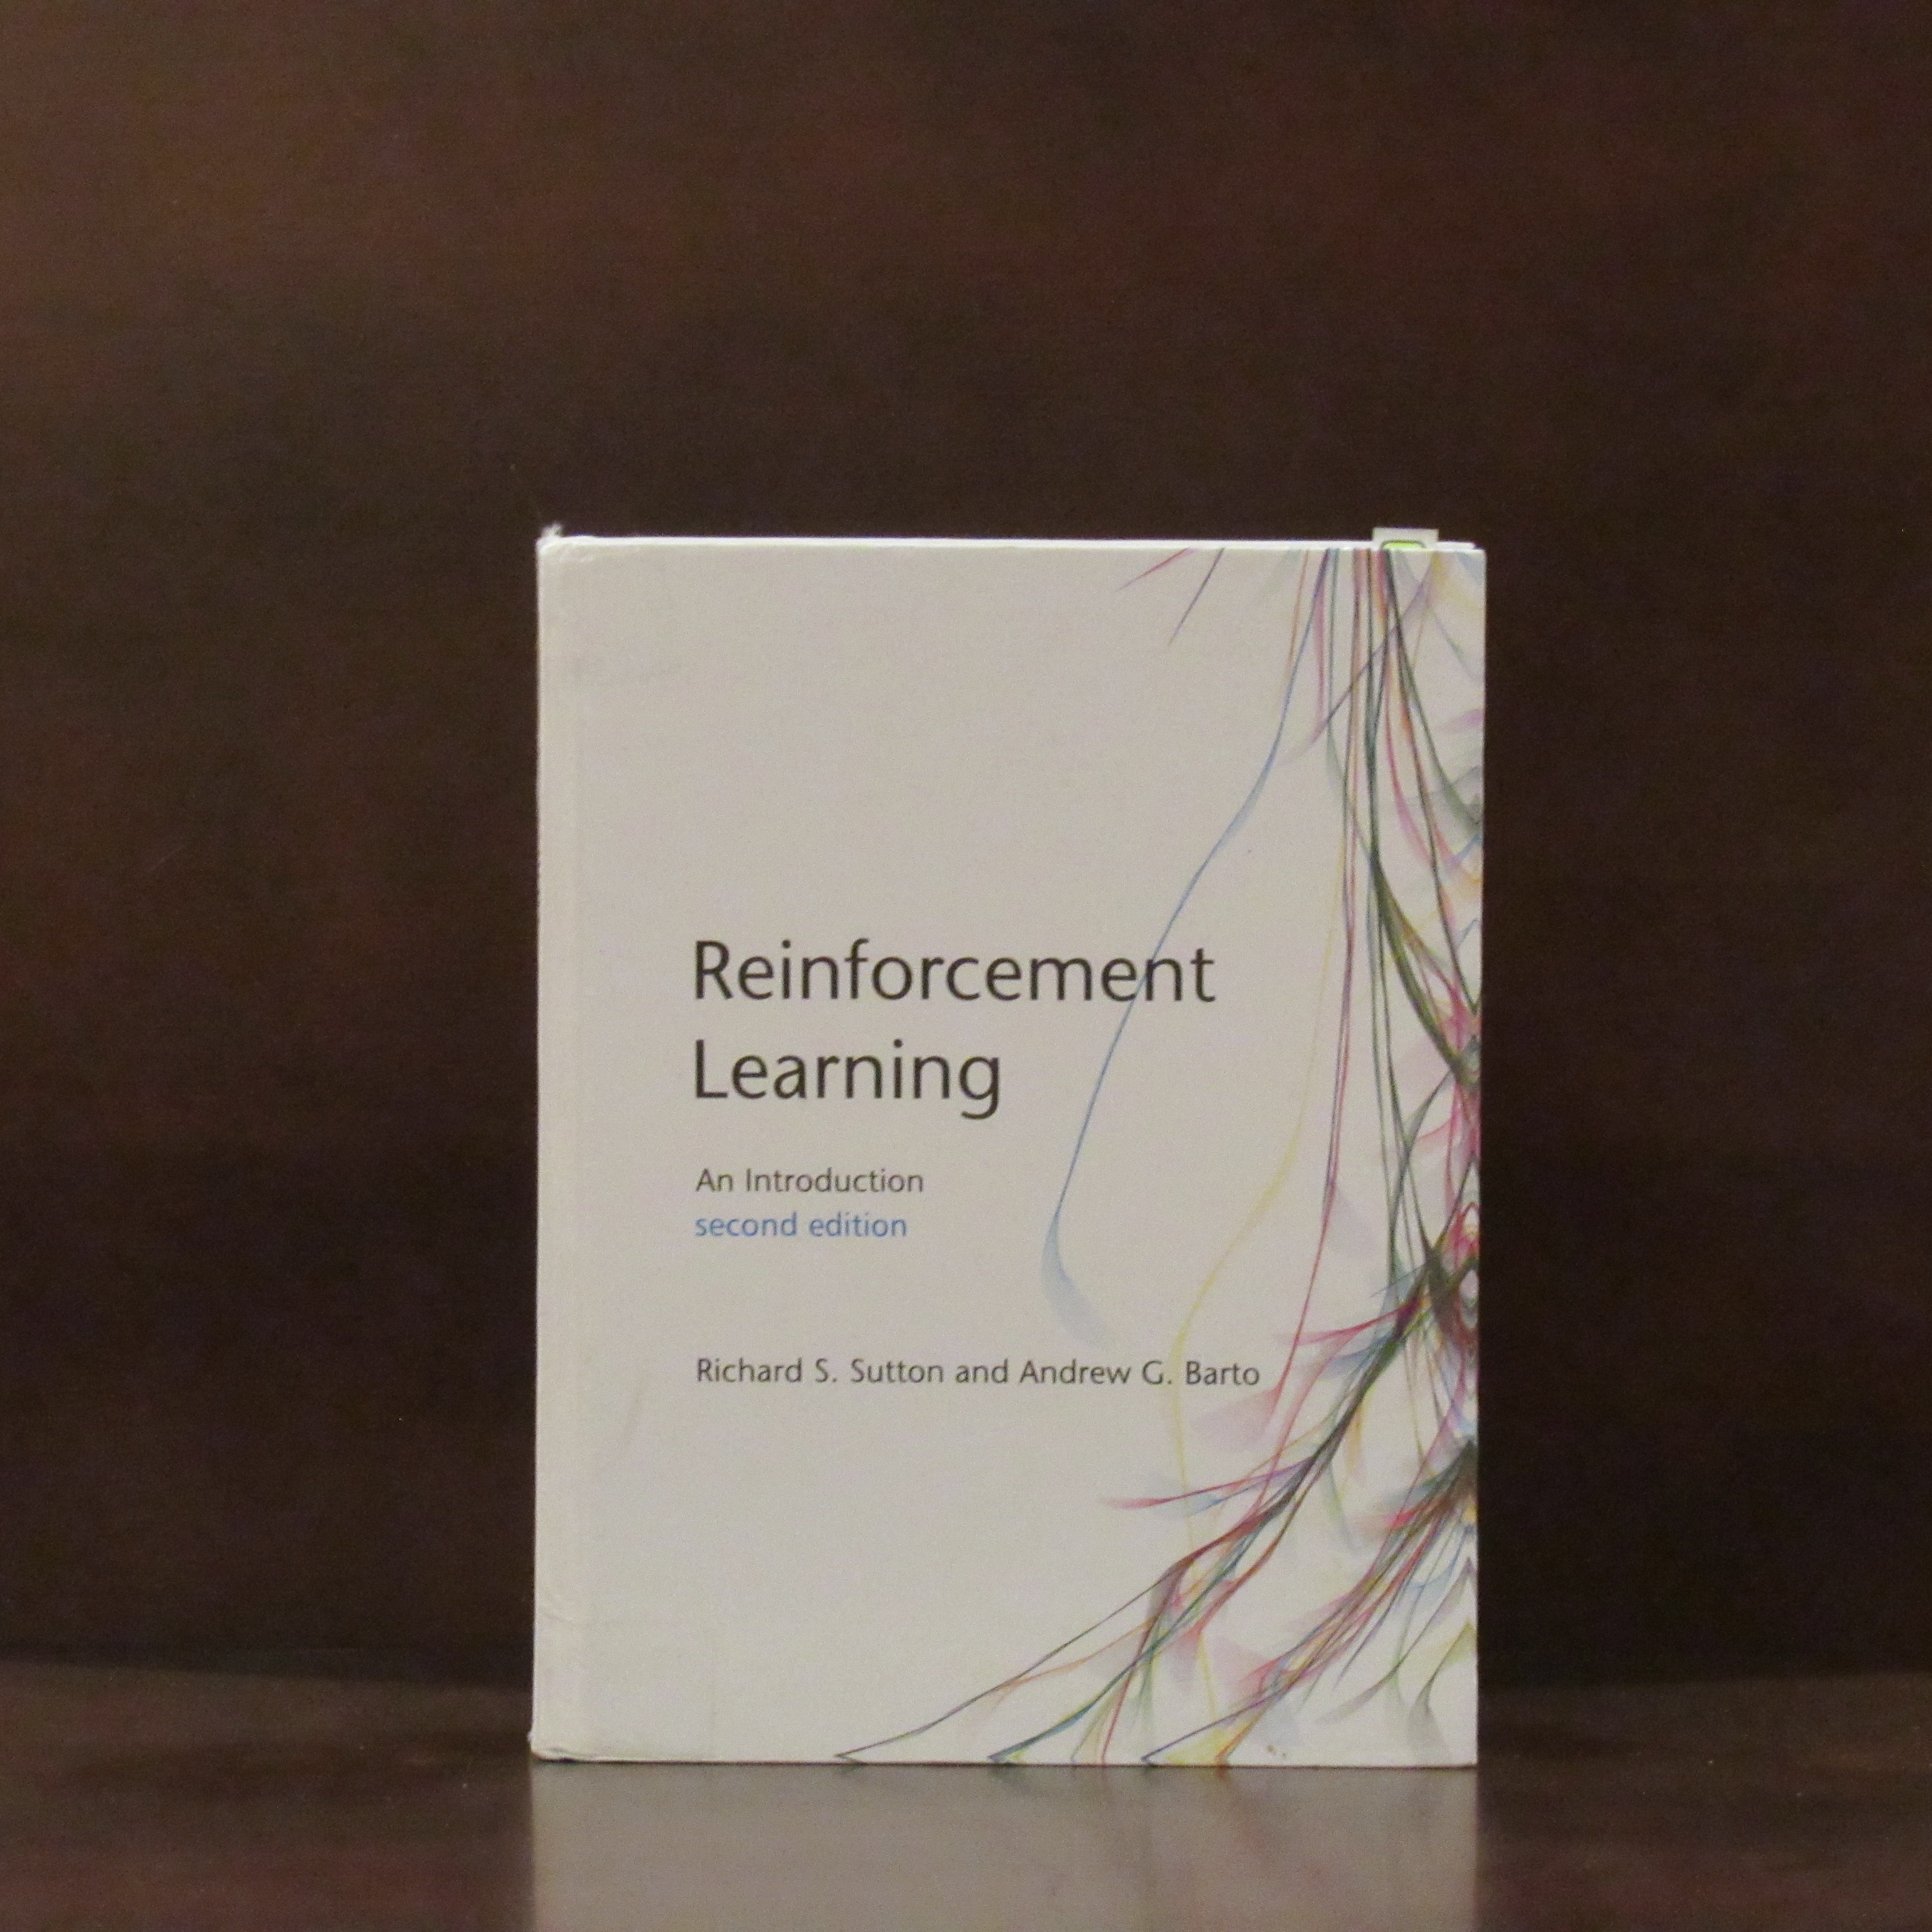 Reinforcement
Learning
An Introduction
second edition
Richard S. Sutton and Andrew G. Barto